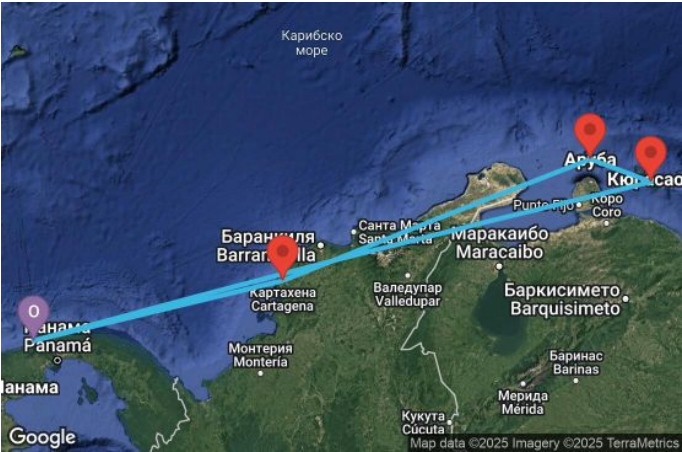 Карибско
море
Аруба
Кюрасао
Punto Fijo
Коро
Coro
Санта Марта
Santa Marta
Баранкиля
Barranquilla
Маракаибо
Maracaibo
Картахена
Cartagena
Валедупар
Valledupar
Баркисимето
Barquisimeto
O
Панама
Panamá
Монтерия
Montería
Баринас
Barinas
Панама
Мерида
Mérida
Кукута
Cúcuta
Google
Map data ©2025 Imagery ©2025 TerraMetrics